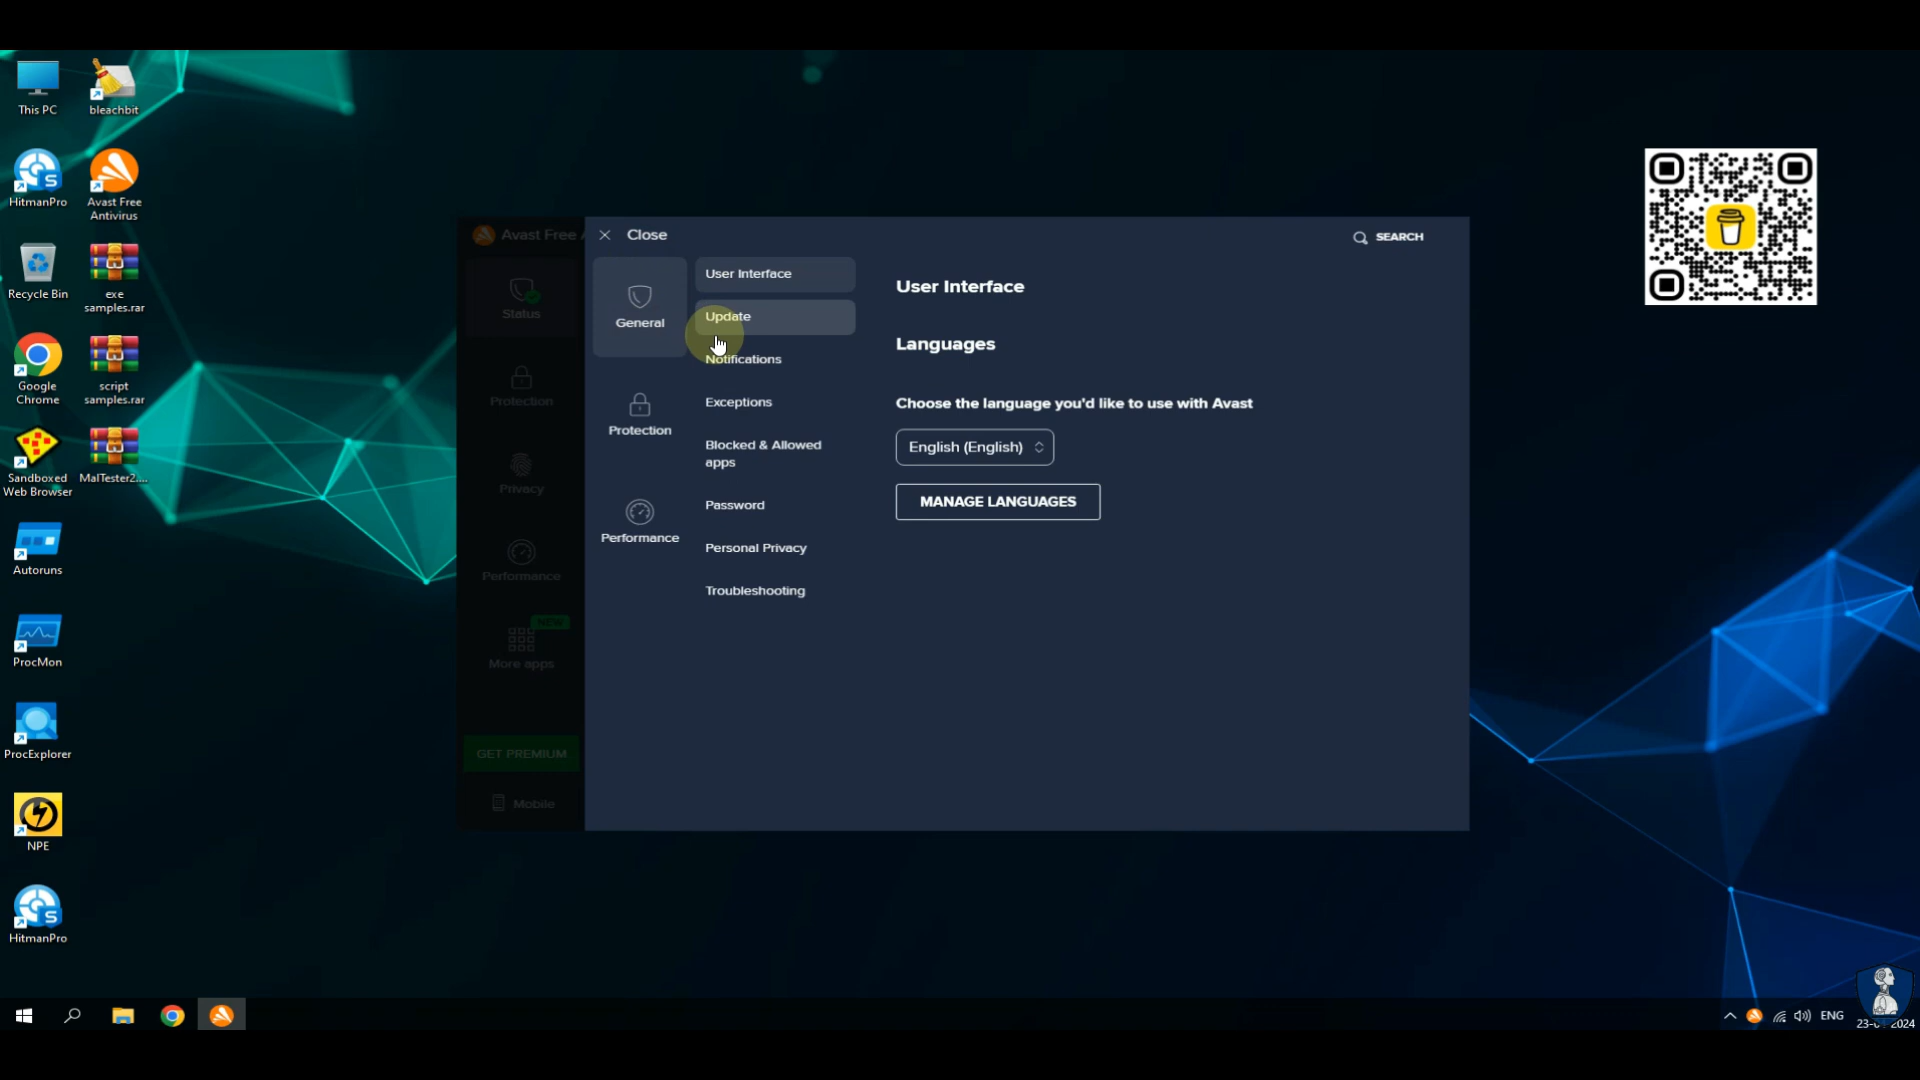 This PC
bleachbit
HitmanPro
Avast Free
Antivirus
Recycle Bin
exe
samples.rar
Google
Chrome
script
samples.rar
Sandboxed
Web Browser
MalTester2....
Autoruns
ProcMon
ProcExplorer
NPE
HitmanPro
Avast Free
Status
Protection
Privacy
Performance
NEW
More apps
GET PREMIUM
Mobile
Close
SEARCH
General
Protection
Performance
User Interface
Update
Notifications
Exceptions
Blocked & Allowed
apps
Password
Personal Privacy
Troubleshooting
User Interface
Languages
Choose the language you'd like to use with Avast
English (English)
MANAGE LANGUAGES
ENG